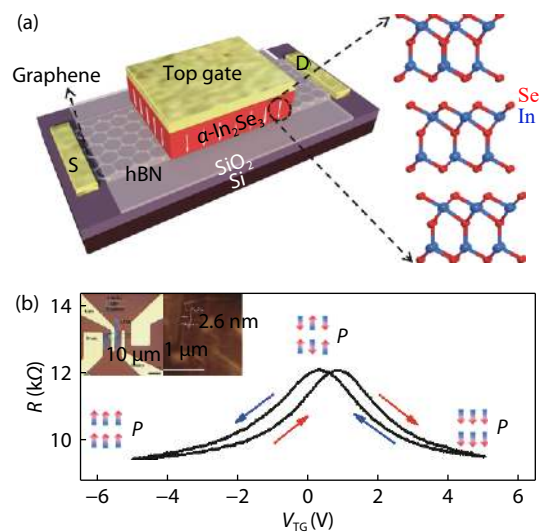 (a)
Top gate
D
Graphene
α-In2Se3
Se
In
S
hBN
SiO2
Si
(b)
14
12
10
R (kΩ)
10 μm
1 μm
2.6 nm
P
P
P
−6
−4
−2
0
2
4
6
VTG (V)